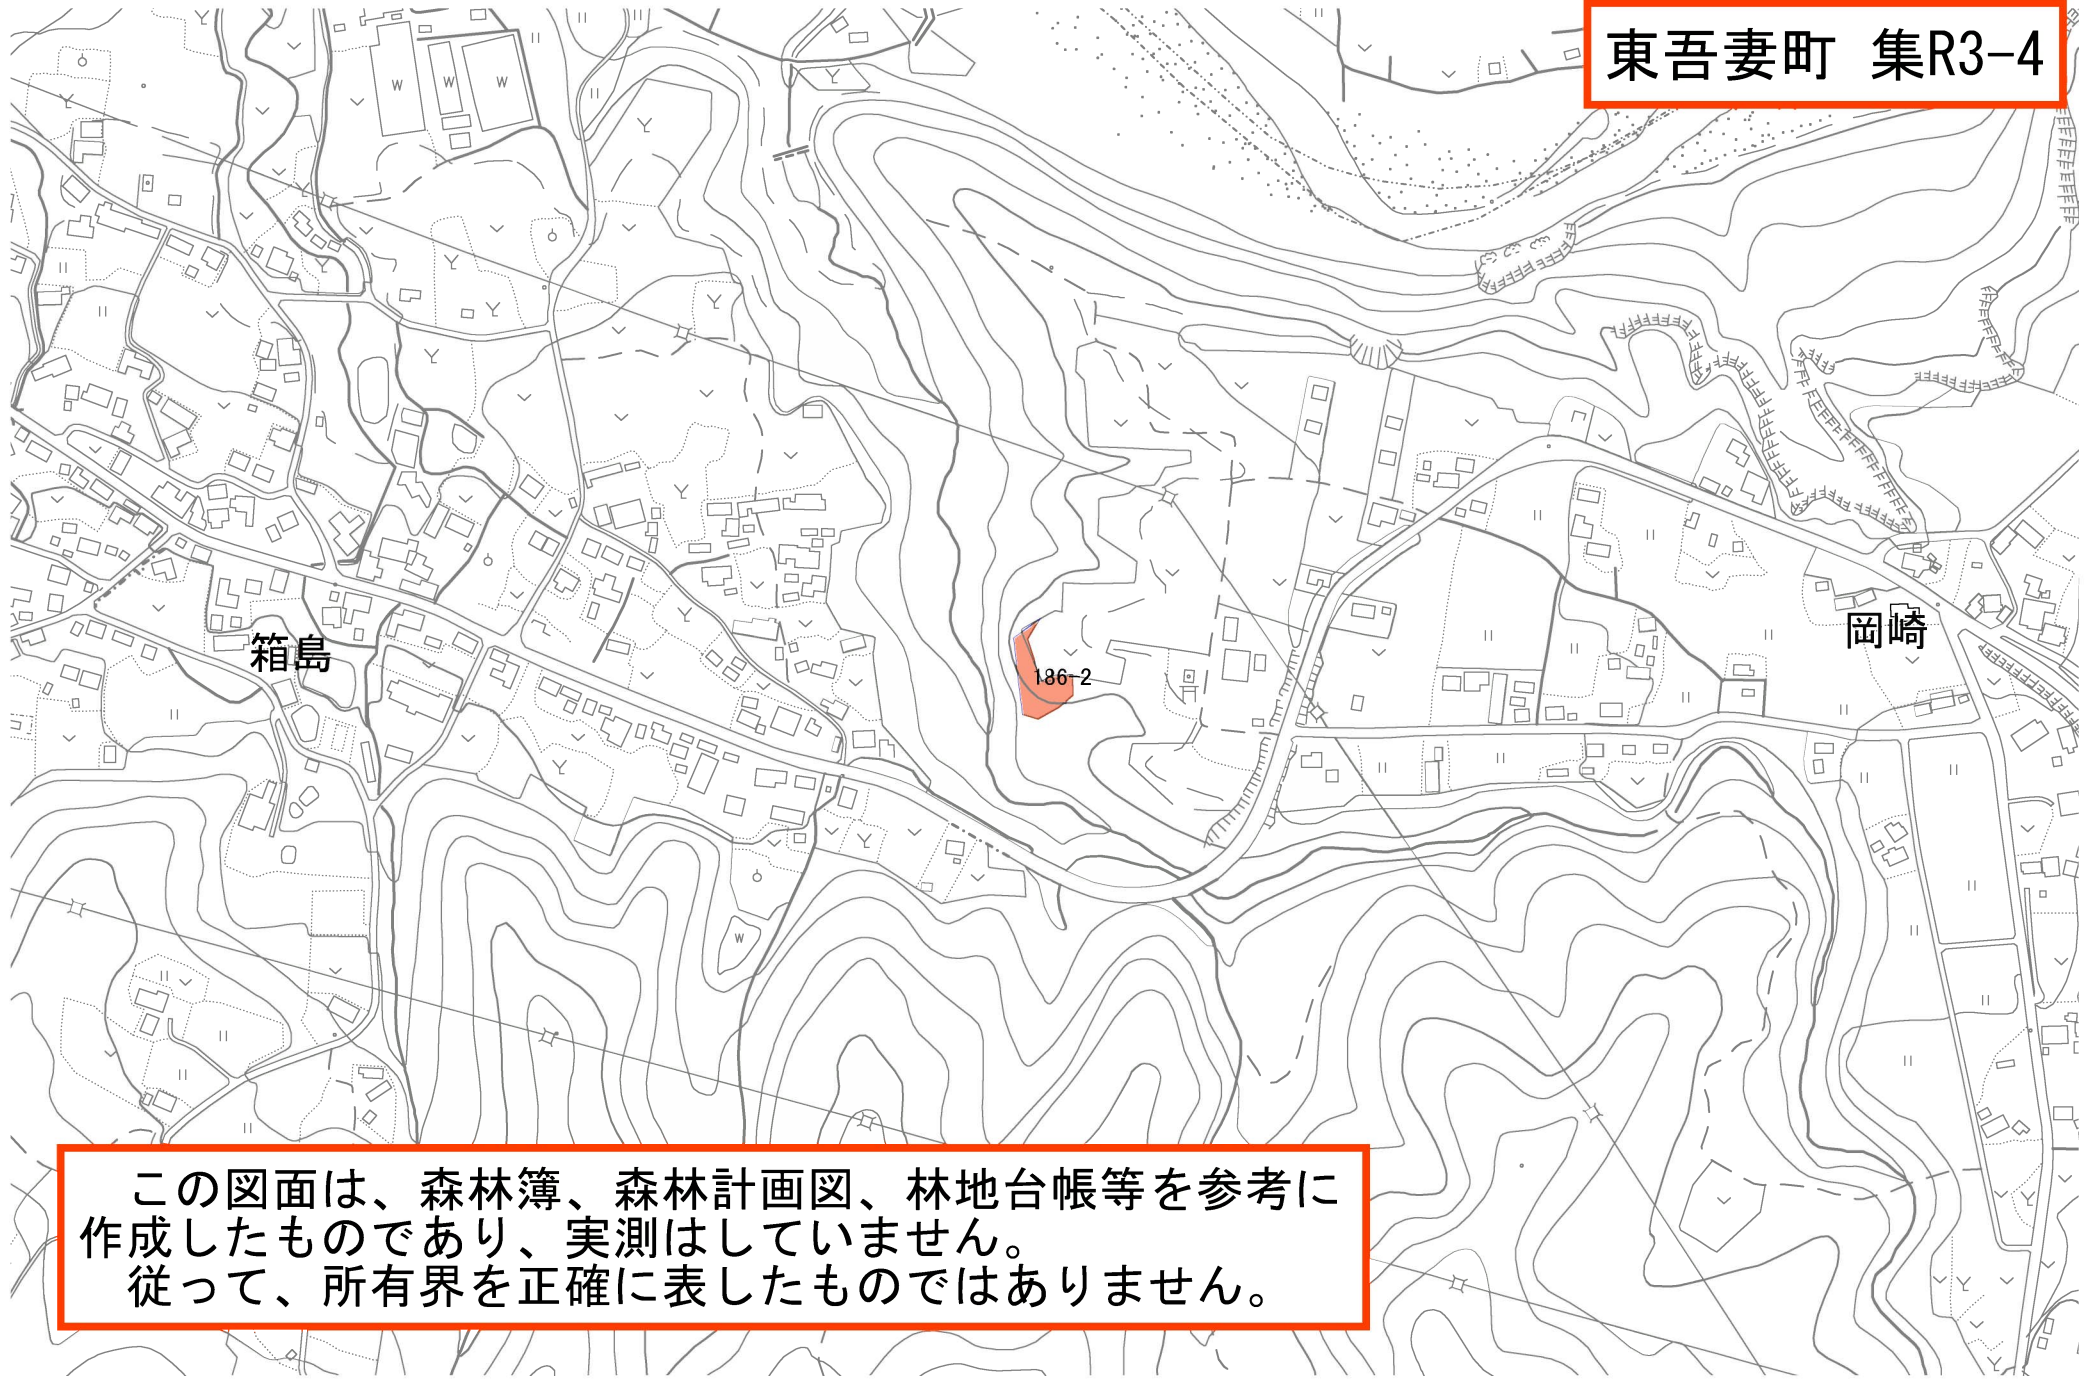 東吾妻町 集R3-4
箱島
岡崎
186-2
この図面は、森林簿、森林計画図、林地台帳等を参考に
作成したものであり、実測はしていません。
従って、所有界を正確に表したものではありません。